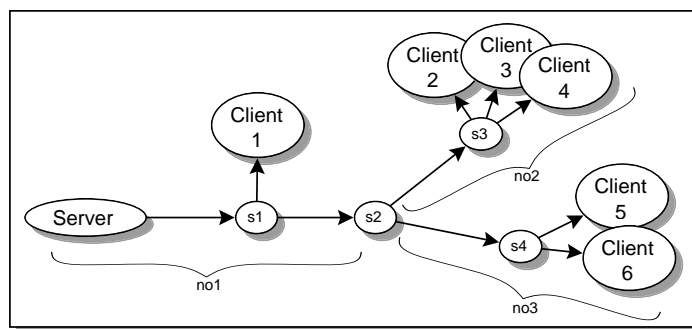 Client
2
Client
3
Client
4
Client
1
s3
no2
Server
s1
s2
Client
5
s4
Client
6
no1
no3